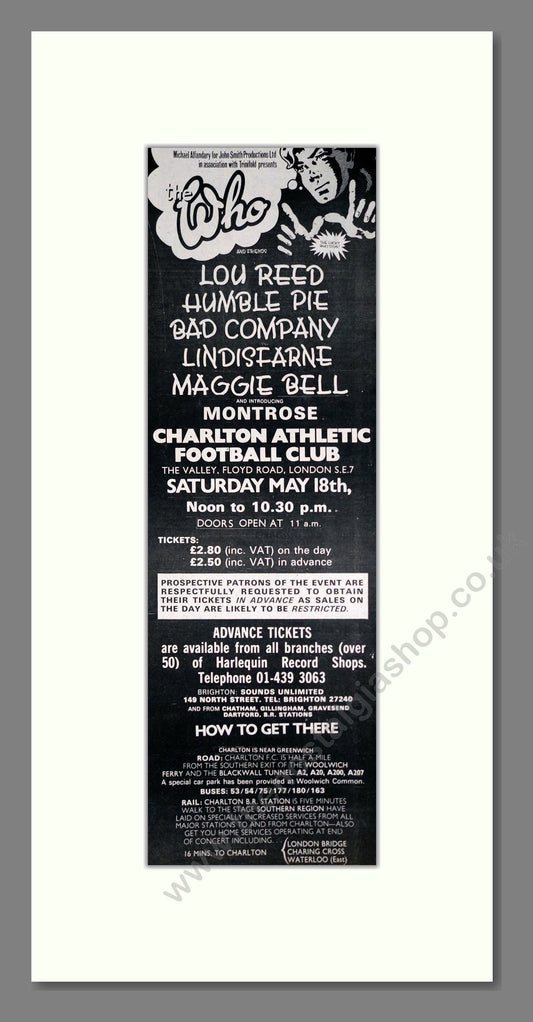 Michael Alfandary for John Smith Productions Ltd
in association with Trinifold presents
the
Who
AND FRIENDS
LOU REED
HUMBLE PIE
BAD COMPANY
LINDISFARNE
MAGGIE BELL
AND INTRODUCING
MONTROSE
CHARLTON ATHLETIC
FOOTBALL CLUB
THE VALLEY, FLOYD ROAD, LONDON S.E.7
SATURDAY MAY 18th,
Noon to 10.30 p.m.
DOORS OPEN AT 11 a.m.
TICKETS:
£2.80 (inc. VAT) on the day
£2.50 (inc. VAT) in advance
PROSPECTIVE PATRONS OF THE EVENT ARE
RESPECTFULLY REQUESTED TO OBTAIN
THEIR TICKETS IN ADVANCE AS SALES ON
THE DAY ARE LIKELY TO BE RESTRICTED.
ADVANCE TICKETS
are available from all branches (over
50) of Harlequin Record Shops.
Telephone 01-439 3063
BRIGHTON: SOUNDS UNLIMITED
149 NORTH STREET. TEL: BRIGHTON 27240
AND FROM CHATHAM, GILLINGHAM, GRAVESEND
DARTFORD, B.R. STATIONS
HOW TO GET THERE
CHARLTON IS NEAR GREENWICH
ROAD: CHARLTON F.C. IS HALF A MILE
FROM THE SOUTHERN EXIT OF THE WOOLWICH
FERRY AND THE BLACKWALL TUNNEL. A2, A20, A200, A207
A special car park has been provided at Woolwich Common.
BUSES: 53/54/75/177/180/163
RAIL: CHARLTON B.R. STATION IS FIVE MINUTES
WALK TO THE STAGE SOUTHERN REGION HAVE
LAID ON SPECIALLY INCREASED SERVICES FROM ALL
MAJOR STATIONS TO AND FROM CHARLTON—ALSO
GET YOU HOME SERVICES OPERATING AT END
OF CONCERT INCLUDING...
16 MINS. TO CHARLTON
LONDON BRIDGE
CHARING CROSS
WATERLOO (East)